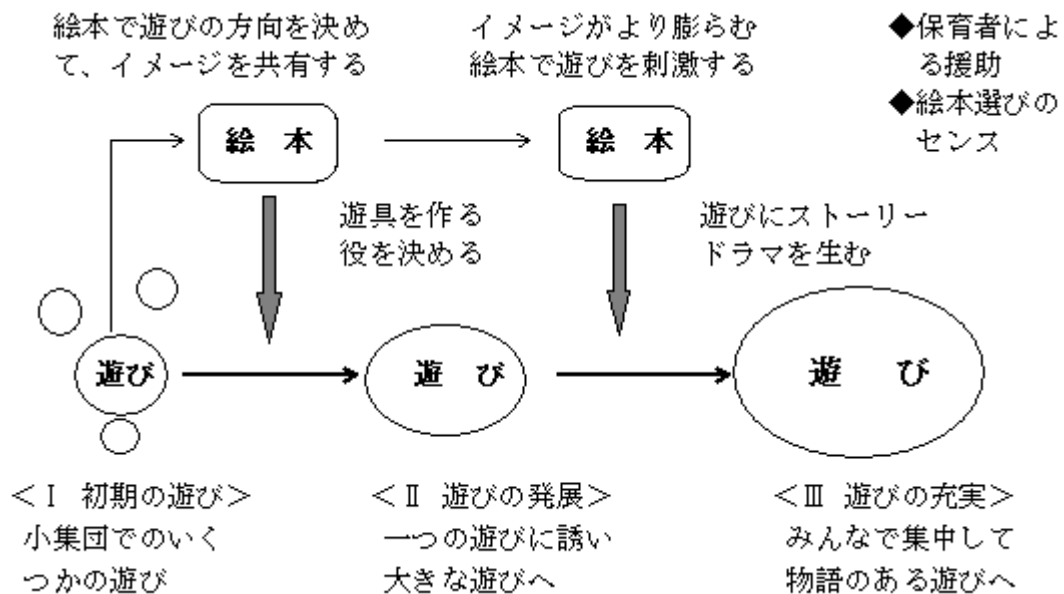 絵本で遊びの方向を決め
て、イメージを共有する
イメージがより膨らむ
絵本で遊びを刺激する
◆保育者によ
る援助
◆絵本選びの
センス
絵 本
絵 本
遊具を作る
役を決める
遊びにストーリー
ドラマを生む
遊び
遊 び
遊 び
＜Ⅰ 初期の遊び＞
小集団でのいく
つかの遊び
＜Ⅱ 遊びの発展＞
一つの遊びに誘い
大きな遊びへ
＜Ⅲ 遊びの充実＞
みんなで集中して
物語のある遊びへ